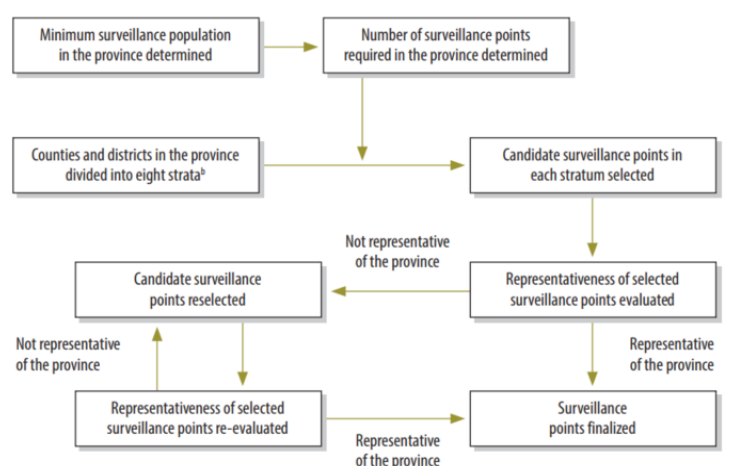 Minimum surveillance population
in the province determined
Number of surveillance points
required in the province determined
Counties and districts in the province
divided into eight strataᵇ
Candidate surveillance points in
each stratum selected
Not representative
of the province
Candidate surveillance
points reselected
Representativeness of selected
surveillance points evaluated
Not representative
of the province
Representative
of the province
Representativeness of selected
surveillance points re-evaluated
Representative
of the province
Surveillance
points finalized